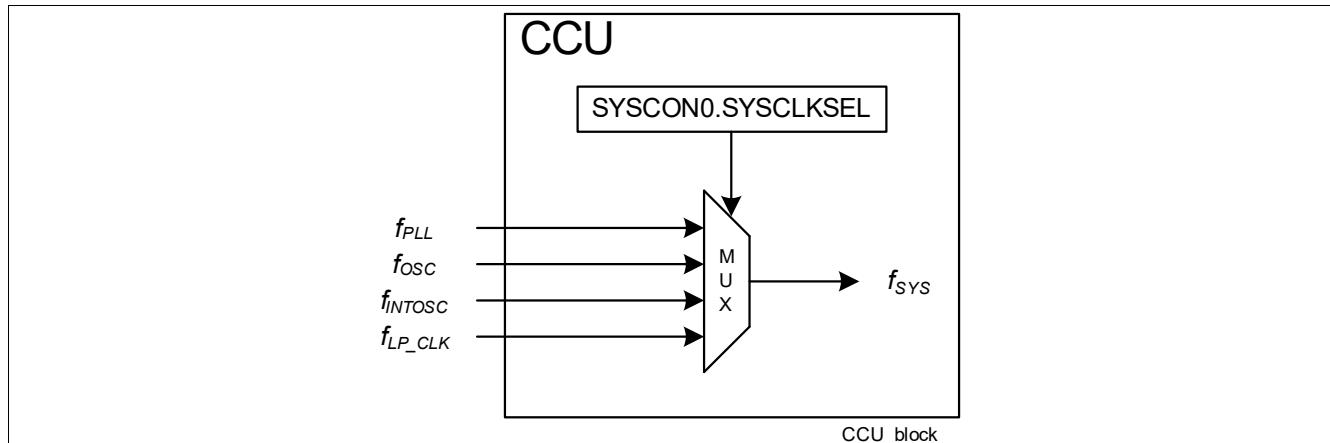 CCU
SYSCON0.SYSCLKSEL
fPLL
fOSC
fINTOSC
fLP_CLK
M
U
X
fSYS
CCU block